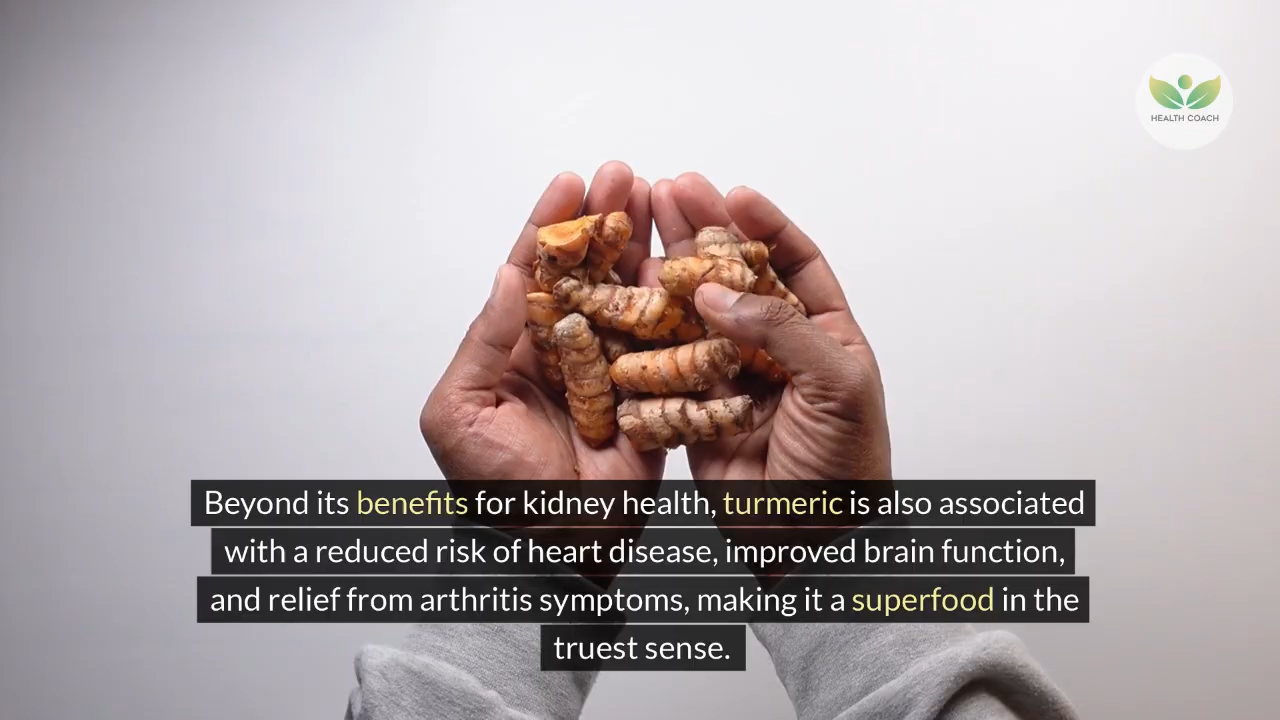 HEALTH COACH
Beyond its benefits for kidney health, turmeric is also associated
with a reduced risk of heart disease, improved brain function,
and relief from arthritis symptoms, making it a superfood in the
truest sense.